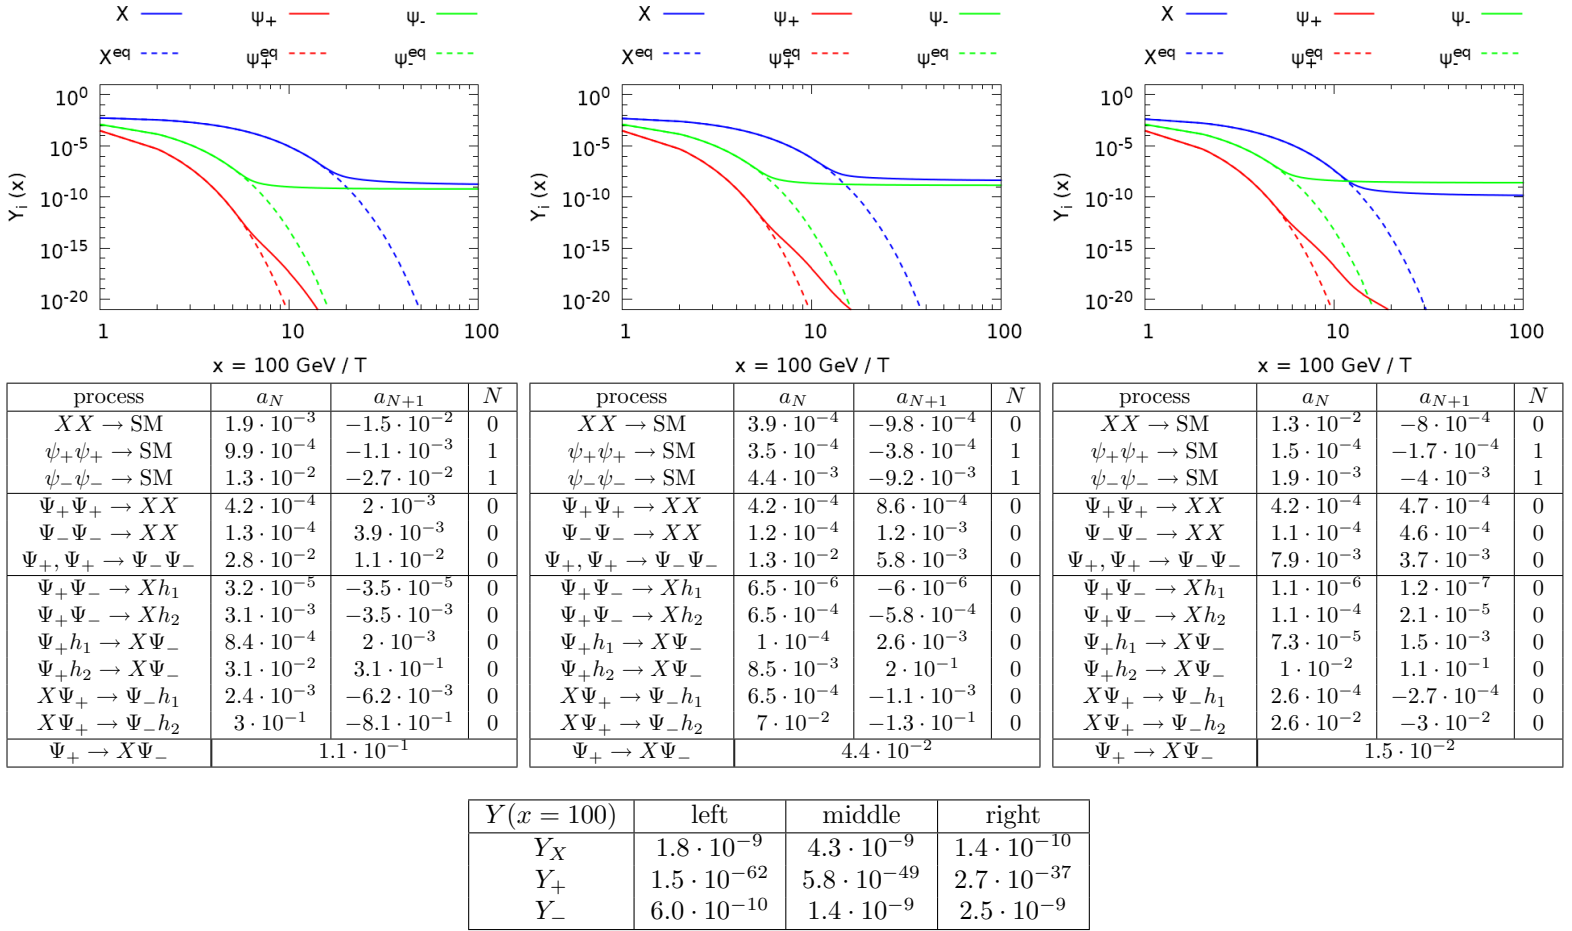 X ψ₊ ψ₋
X^eq ψ₊^eq ψ₋^eq
10^0
10^-5
10^-10
10^-15
10^-20
Y_i (x)
1 10 100
x = 100 GeV / T
X ψ₊ ψ₋
X^eq ψ₊^eq ψ₋^eq
10^0
10^-5
10^-10
10^-15
10^-20
Y_i (x)
1 10 100
x = 100 GeV / T
X ψ₊ ψ₋
X^eq ψ₊^eq ψ₋^eq
10^0
10^-5
10^-10
10^-15
10^-20
Y_i (x)
1 10 100
x = 100 GeV / T
process a_N a_{N+1} N
XX → SM 1.9 · 10^-3 −1.5 · 10^-2 0
ψ₊ψ₊ → SM 9.9 · 10^-4 −1.1 · 10^-3 1
ψ₋ψ₋ → SM 1.3 · 10^-2 −2.7 · 10^-2 1
Ψ₊Ψ₊ → XX 4.2 · 10^-4 2 · 10^-3 0
Ψ₋Ψ₋ → XX 1.3 · 10^-4 3.9 · 10^-3 0
Ψ₊, Ψ₊ → Ψ₋Ψ₋ 2.8 · 10^-2 1.1 · 10^-2 0
Ψ₊Ψ₋ → Xh₁ 3.2 · 10^-5 −3.5 · 10^-5 0
Ψ₊Ψ₋ → Xh₂ 3.1 · 10^-3 −3.5 · 10^-3 0
Ψ₊h₁ → XΨ₋ 8.4 · 10^-4 2 · 10^-3 0
Ψ₊h₂ → XΨ₋ 3.1 · 10^-2 3.1 · 10^-1 0
XΨ₊ → Ψ₋h₁ 2.4 · 10^-3 −6.2 · 10^-3 0
XΨ₊ → Ψ₋h₂ 3 · 10^-1 −8.1 · 10^-1 0
Ψ₊ → XΨ₋ 1.1 · 10^-1
process a_N a_{N+1} N
XX → SM 3.9 · 10^-4 −9.8 · 10^-4 0
ψ₊ψ₊ → SM 3.5 · 10^-4 −3.8 · 10^-4 1
ψ₋ψ₋ → SM 4.4 · 10^-3 −9.2 · 10^-3 1
Ψ₊Ψ₊ → XX 4.2 · 10^-4 8.6 · 10^-4 0
Ψ₋Ψ₋ → XX 1.2 · 10^-4 1.2 · 10^-3 0
Ψ₊, Ψ₊ → Ψ₋Ψ₋ 1.3 · 10^-2 5.8 · 10^-3 0
Ψ₊Ψ₋ → Xh₁ 6.5 · 10^-6 −6 · 10^-6 0
Ψ₊Ψ₋ → Xh₂ 6.5 · 10^-4 −5.8 · 10^-4 0
Ψ₊h₁ → XΨ₋ 1 · 10^-4 2.6 · 10^-3 0
Ψ₊h₂ → XΨ₋ 8.5 · 10^-3 2 · 10^-1 0
XΨ₊ → Ψ₋h₁ 6.5 · 10^-4 −1.1 · 10^-3 0
XΨ₊ → Ψ₋h₂ 7 · 10^-2 −1.3 · 10^-1 0
Ψ₊ → XΨ₋ 4.4 · 10^-2
process a_N a_{N+1} N
XX → SM 1.3 · 10^-2 −8 · 10^-4 0
ψ₊ψ₊ → SM 1.5 · 10^-4 −1.7 · 10^-4 1
ψ₋ψ₋ → SM 1.9 · 10^-3 −4 · 10^-3 1
Ψ₊Ψ₊ → XX 4.2 · 10^-4 4.7 · 10^-4 0
Ψ₋Ψ₋ → XX 1.1 · 10^-4 4.6 · 10^-4 0
Ψ₊, Ψ₊ → Ψ₋Ψ₋ 7.9 · 10^-3 3.7 · 10^-3 0
Ψ₊Ψ₋ → Xh₁ 1.1 · 10^-6 1.2 · 10^-7 0
Ψ₊Ψ₋ → Xh₂ 1.1 · 10^-4 2.1 · 10^-5 0
Ψ₊h₁ → XΨ₋ 7.3 · 10^-5 1.5 · 10^-3 0
Ψ₊h₂ → XΨ₋ 1 · 10^-2 1.1 · 10^-1 0
XΨ₊ → Ψ₋h₁ 2.6 · 10^-4 −2.7 · 10^-4 0
XΨ₊ → Ψ₋h₂ 2.6 · 10^-2 −3 · 10^-2 0
Ψ₊ → XΨ₋ 1.5 · 10^-2
Y(x = 100) left middle right
Y_X 1.8 · 10^-9 4.3 · 10^-9 1.4 · 10^-10
Y₊ 1.5 · 10^-62 5.8 · 10^-49 2.7 · 10^-37
Y₋ 6.0 · 10^-10 1.4 · 10^-9 2.5 · 10^-9